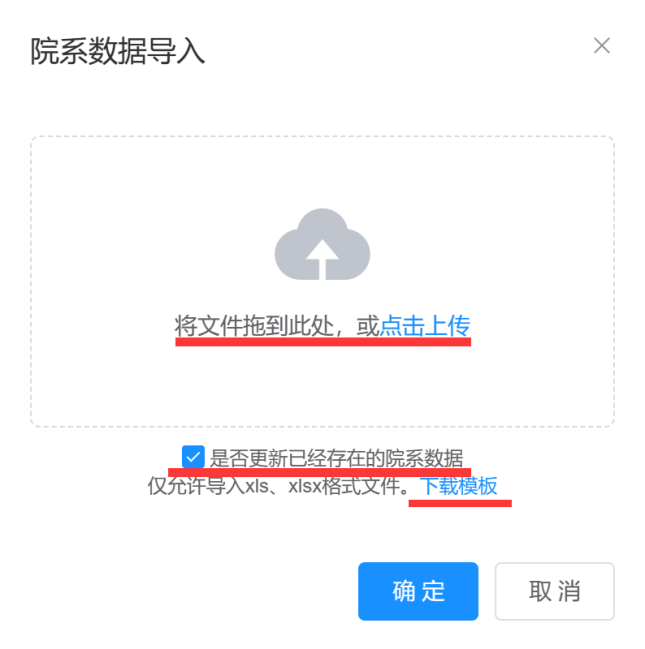 院系数据导入
将文件拖到此处，或点击上传
是否更新已经存在的院系数据
仅允许导入xls、xlsx格式文件。下载模板
确定 取消